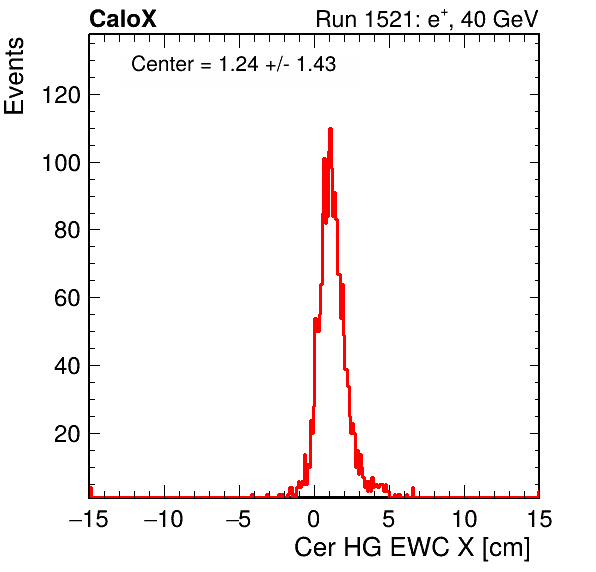 CaloX
Run 1521: e+, 40 GeV
Center = 1.24 +/- 1.43
Events
120
100
80
60
40
20
−15 −10 −5 0 5 10 15
Cer HG EWC X [cm]